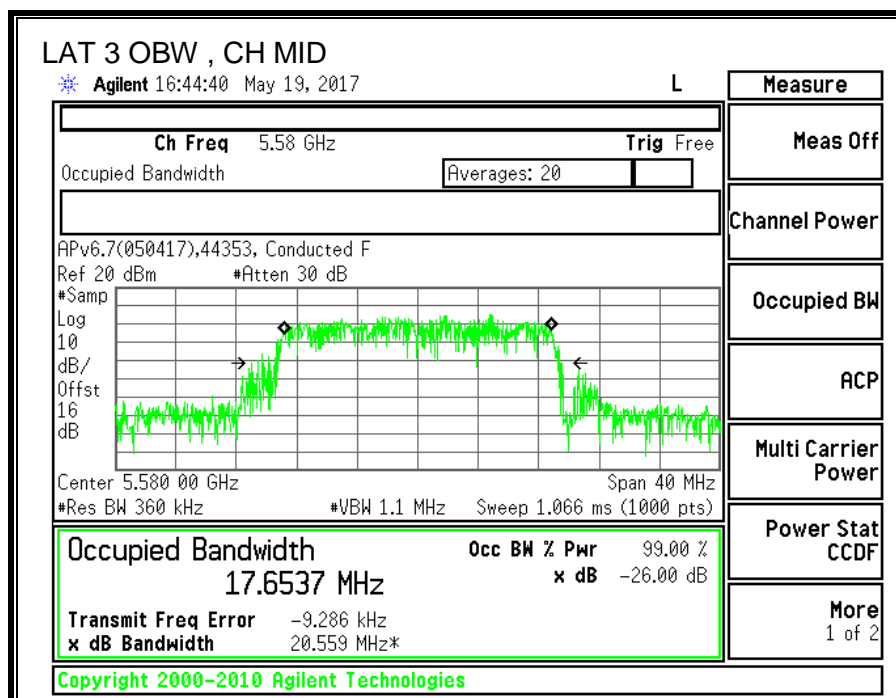 LAT 3 OBW , CH MID
Agilent 16:44:40 May 19, 2017 L
Measure
Ch Freq 5.58 GHz Trig Free
Meas Off
Occupied Bandwidth Averages: 20
Channel Power
APv6.7(050417),44353, Conducted F
Ref 20 dBm #Atten 30 dB
#Samp
Log
10
dB/
Offst
16
dB
Occupied BW
ACP
Center 5.580 00 GHz Span 40 MHz
#Res BW 360 kHz #VBW 1.1 MHz Sweep 1.066 ms (1000 pts)
Multi Carrier
Power
Occupied Bandwidth Occ BW % Pwr 99.00 %
17.6537 MHz x dB -26.00 dB
Transmit Freq Error -9.286 kHz
x dB Bandwidth 20.559 MHz*
Power Stat
CCDF
More
1 of 2
Copyright 2000-2010 Agilent Technologies